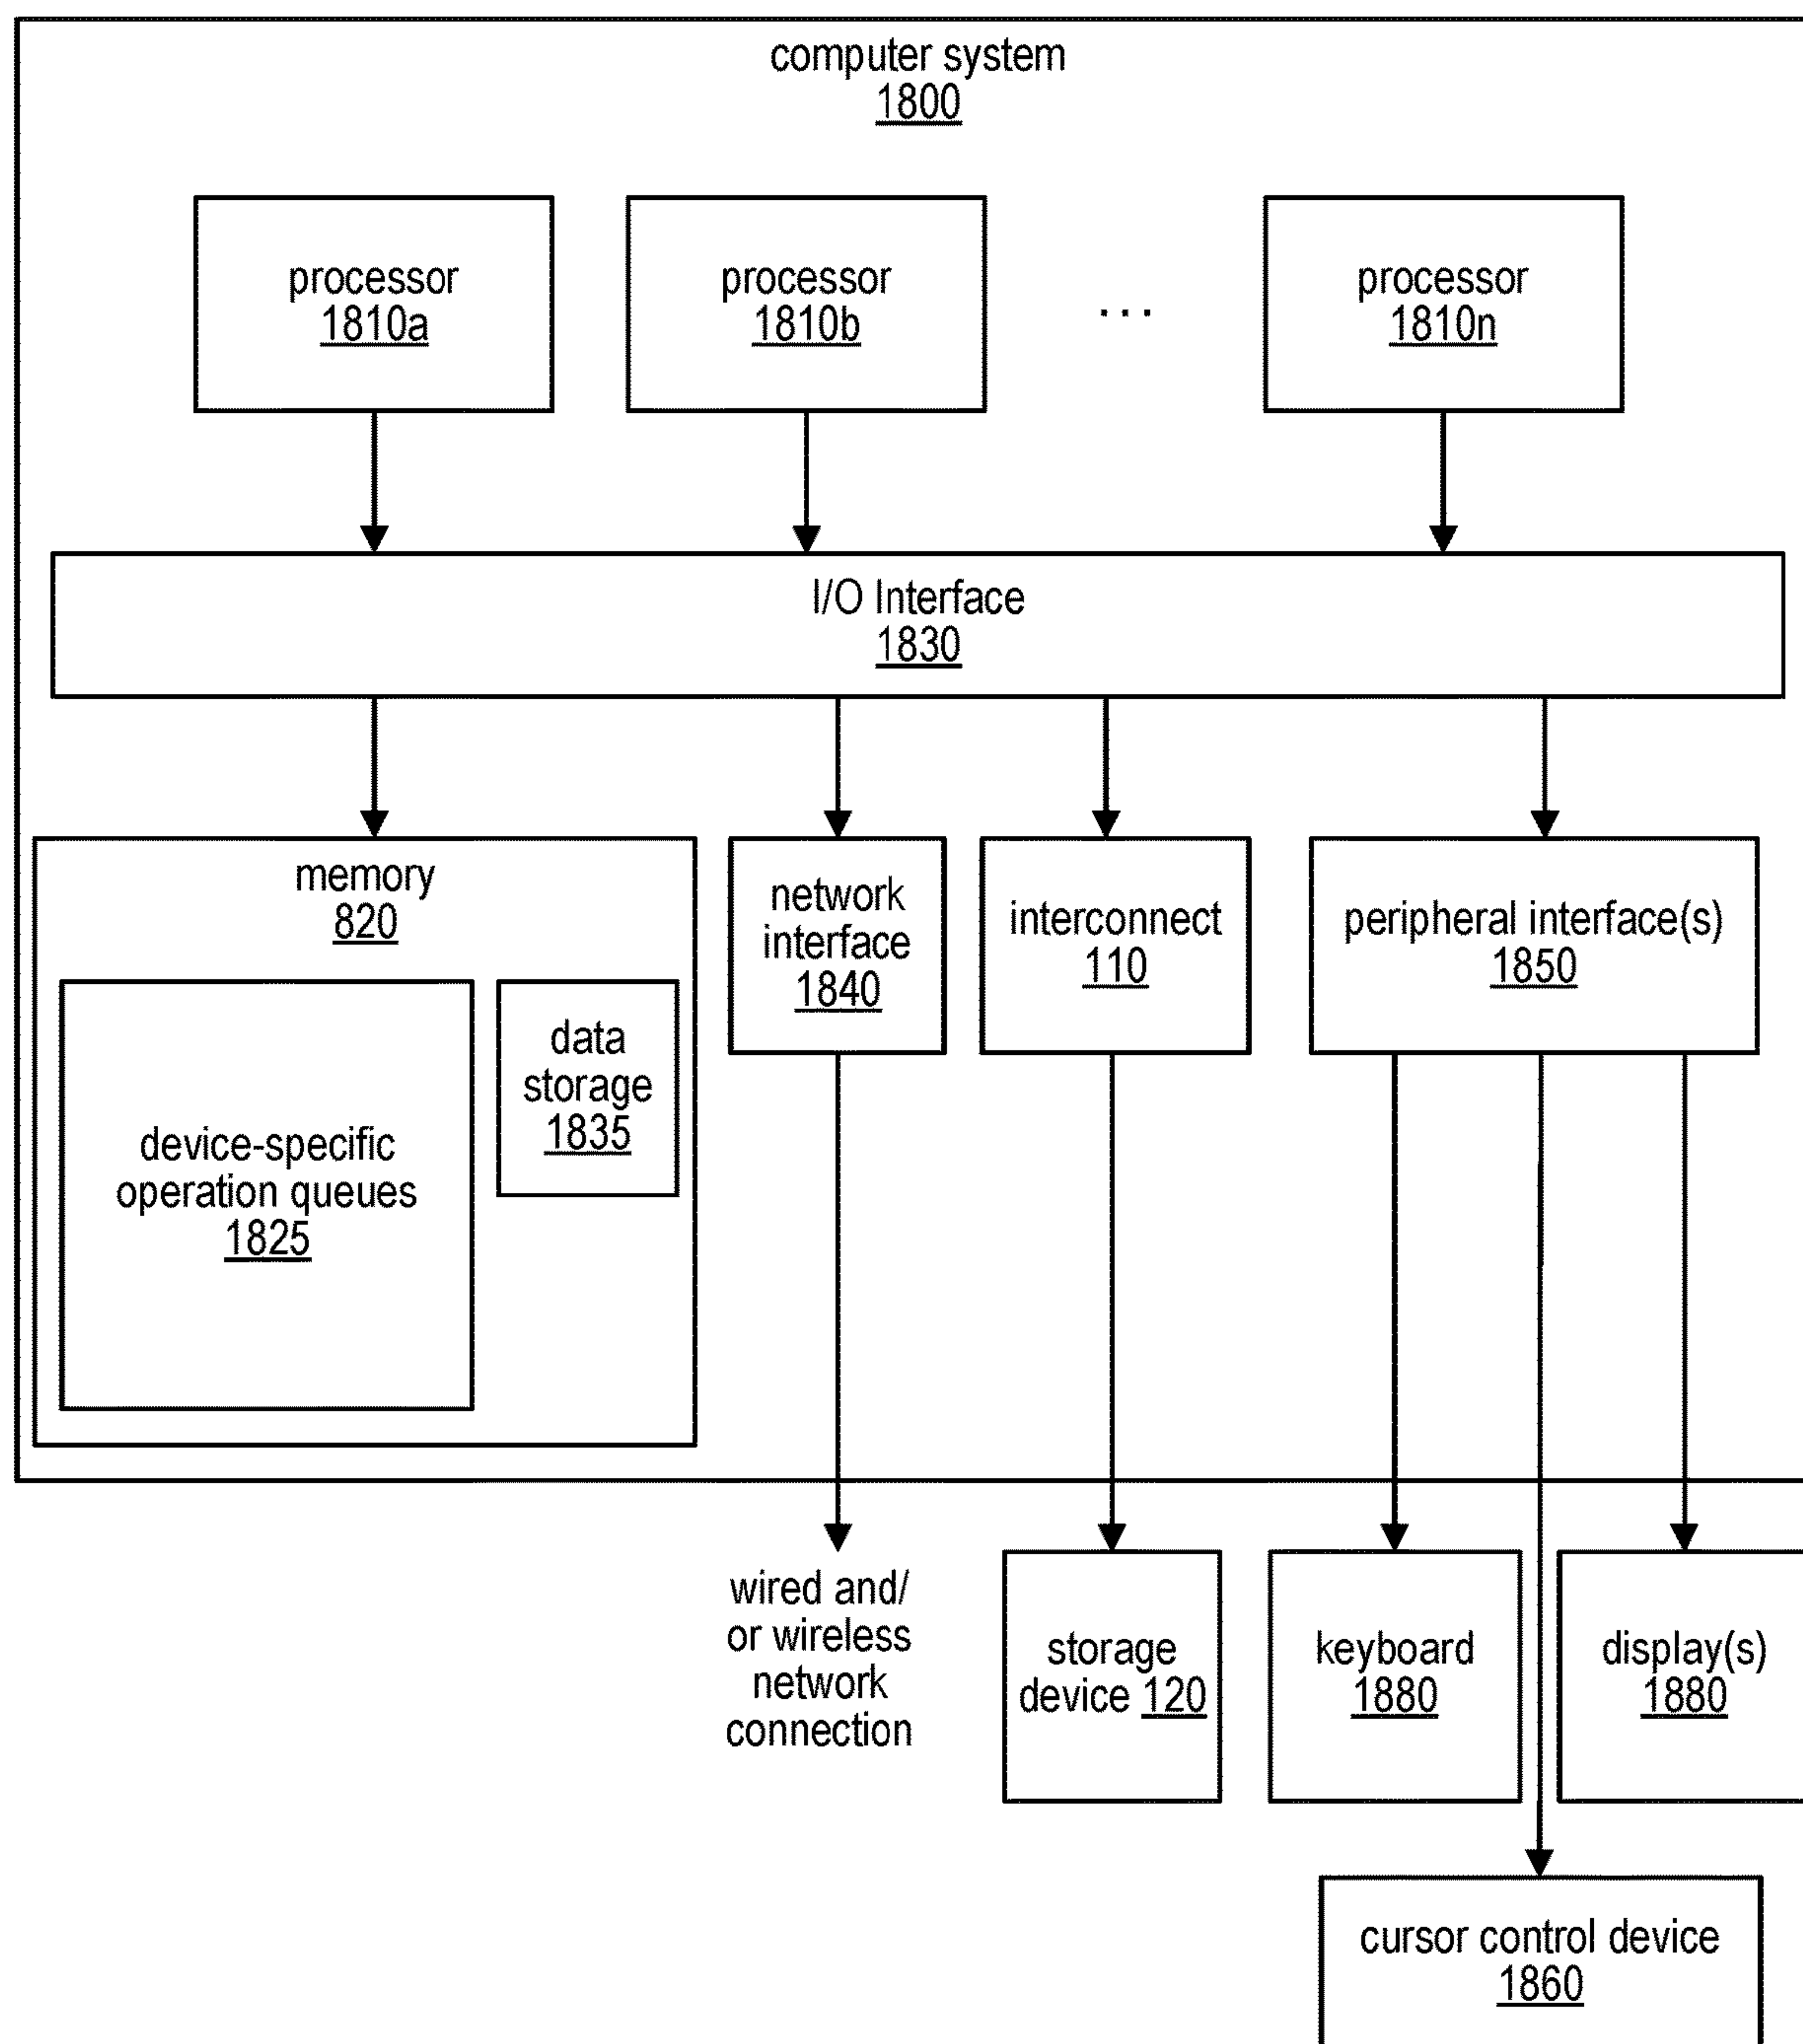 computer system
1800
processor
1810a
processor
1810b
...
processor
1810n
I/O Interface
1830
memory
820
device-specific
operation queues
1825
data
storage
1835
network
interface
1840
interconnect
110
peripheral interface(s)
1850
wired and/
or wireless
network
connection
storage
device 120
keyboard
1880
display(s)
1880
cursor control device
1860